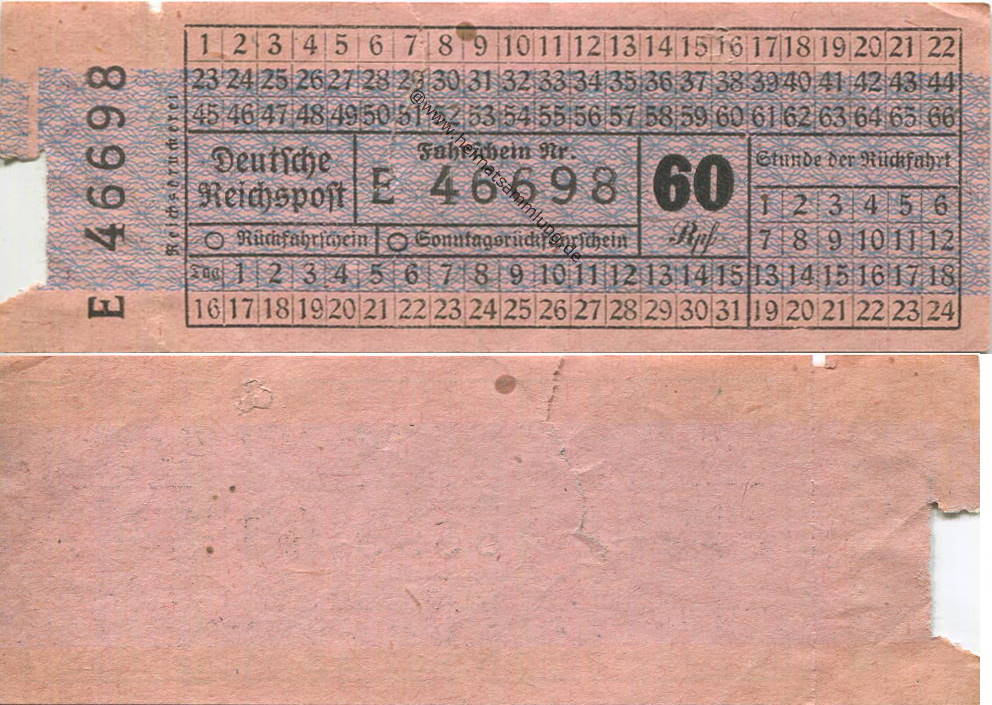 1 2 3 4 5 6 7 8 9 10 11 12 13 14 15 16 17 18 19 20 21 22
23 24 25 26 27 28 29 30 31 32 33 34 35 36 37 38 39 40 41 42 43 44
45 46 47 48 49 50 51 52 53 54 55 56 57 58 59 60 61 62 63 64 65 66
E 46698
Reichsdruckerei
Deutsche
Reichspost
Fahrschein Nr.
E 46698
60
Rpf
Stunde der Rückfahrt
1 2 3 4 5 6
7 8 9 10 11 12
13 14 15 16 17 18
19 20 21 22 23 24
Rückfahrschein
Sonntagsrückfahrschein
Tag 1 2 3 4 5 6 7 8 9 10 11 12 13 14 15
16 17 18 19 20 21 22 23 24 25 26 27 28 29 30 31
@www.heimatsammlung.de